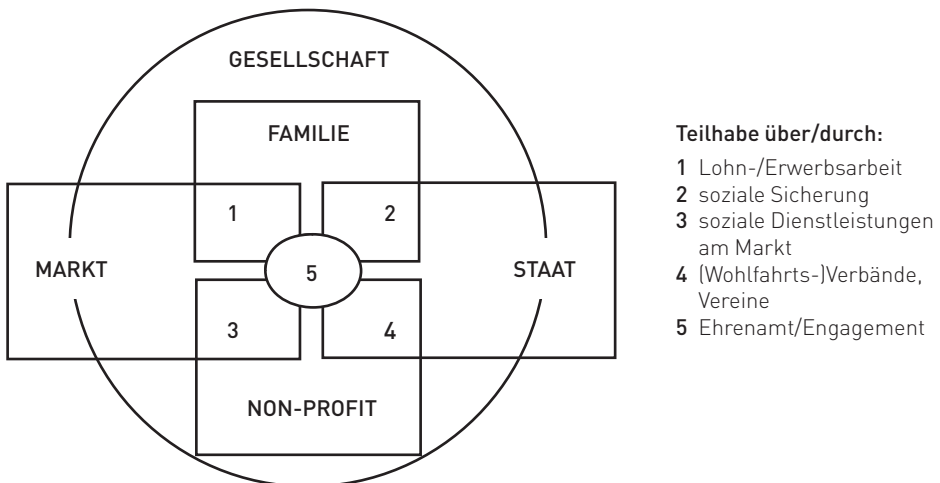 GESELLSCHAFT
FAMILIE
1
2
MARKT
5
STAAT
3
4
NON-PROFIT
Teilhabe über/durch:
1 Lohn-/Erwerbsarbeit
2 soziale Sicherung
3 soziale Dienstleistungen
am Markt
4 (Wohlfahrts-)Verbände,
Vereine
5 Ehrenamt/Engagement